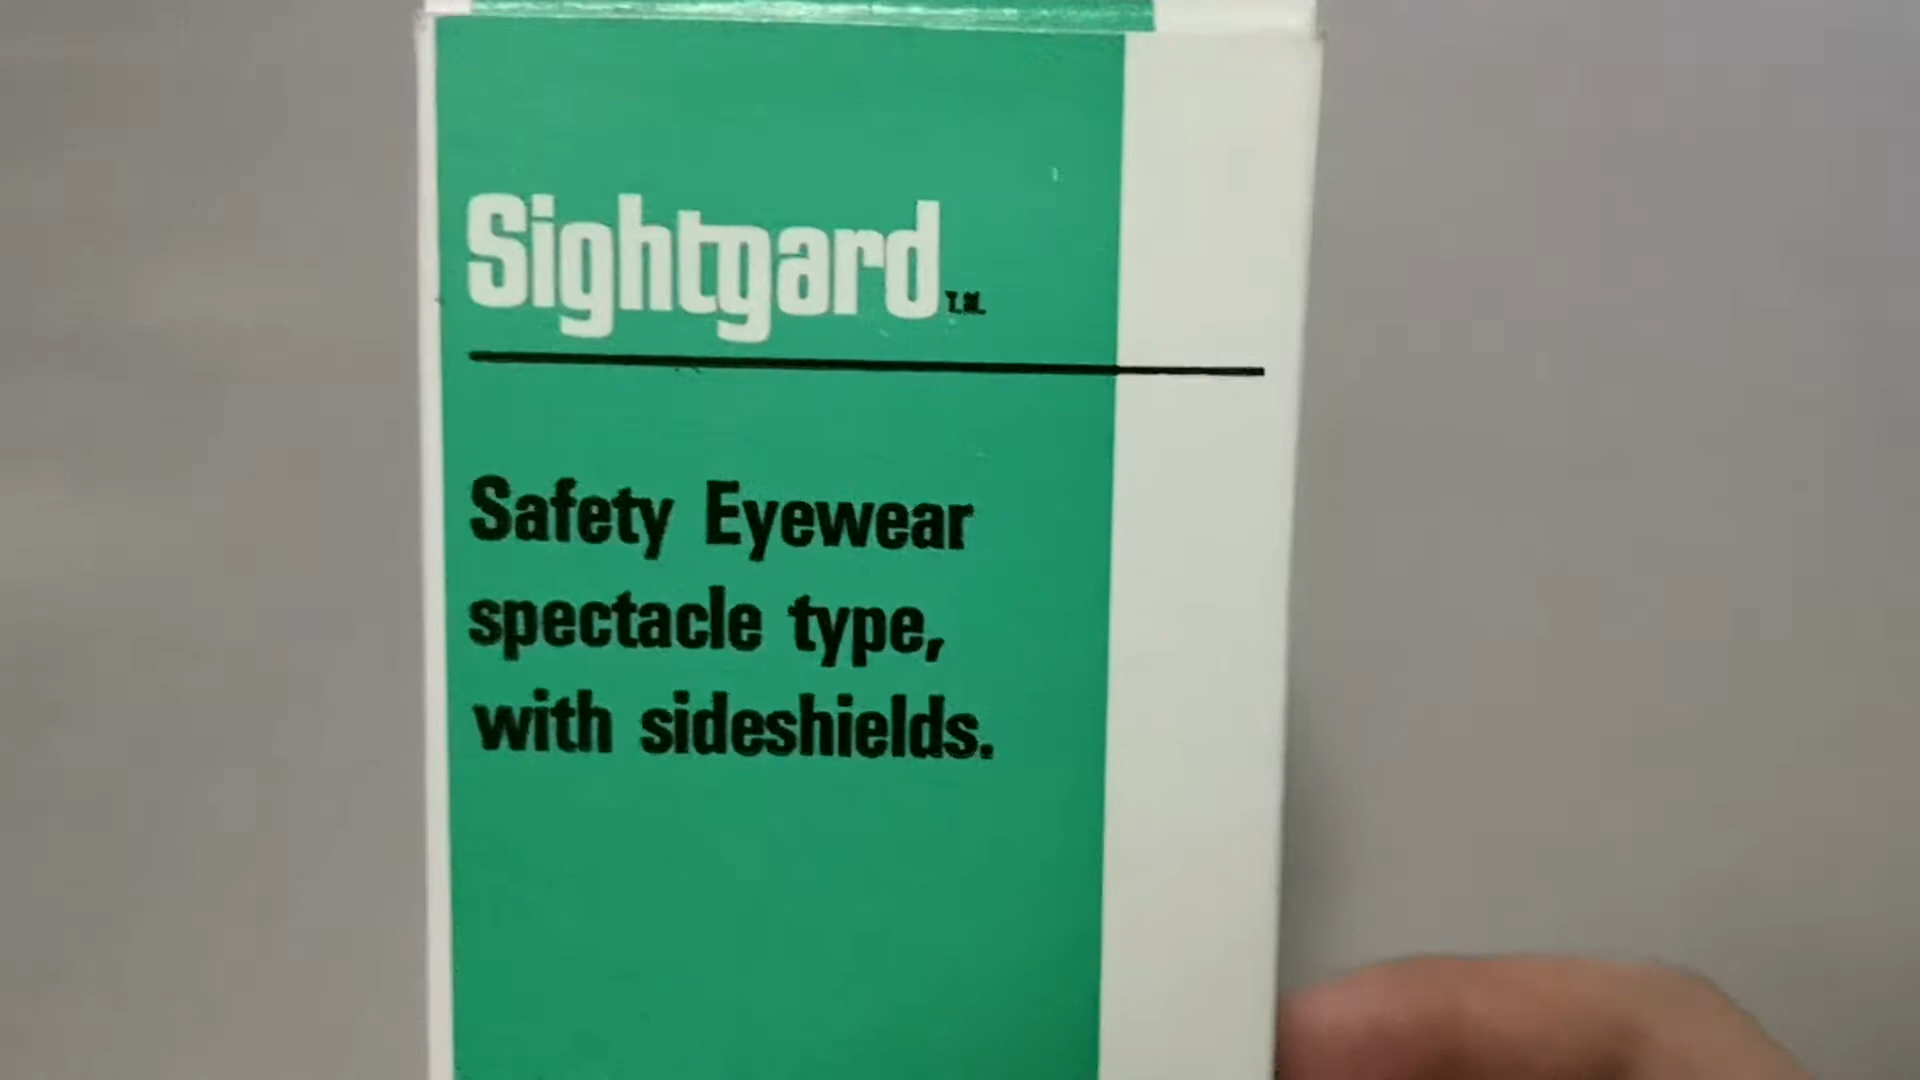 Sightgard T.M.
Safety Eyewear
spectacle type,
with sideshields.